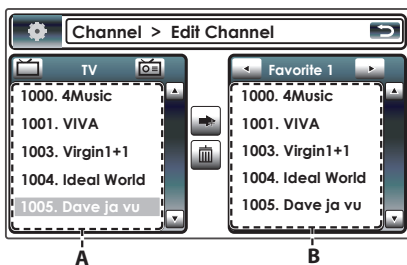 Channel > Edit Channel
TV
1000. 4Music
1001. VIVA
1003. Virgin1+1
1004. Ideal World
1005. Dave ja vu
Favorite 1
1000. 4Music
1001. VIVA
1003. Virgin1+1
1004. Ideal World
1005. Dave ja vu
A
B